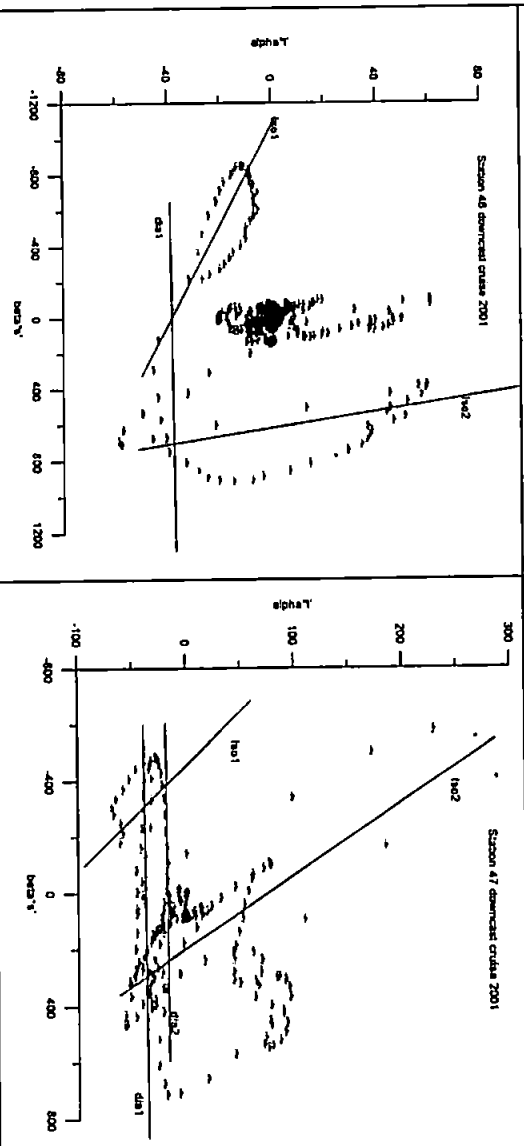 Station 46 downcast cruise 2001
80
40
0
-40
-80
alpha"T'
-1200
-800
-400
0
400
800
1200
beta"s'
iso1
dia1
iso2
Station 47 downcast cruise 2001
300
200
100
0
-100
alpha"T'
-800
-400
0
400
800
beta"s'
iso1
iso2
dia2
dia1